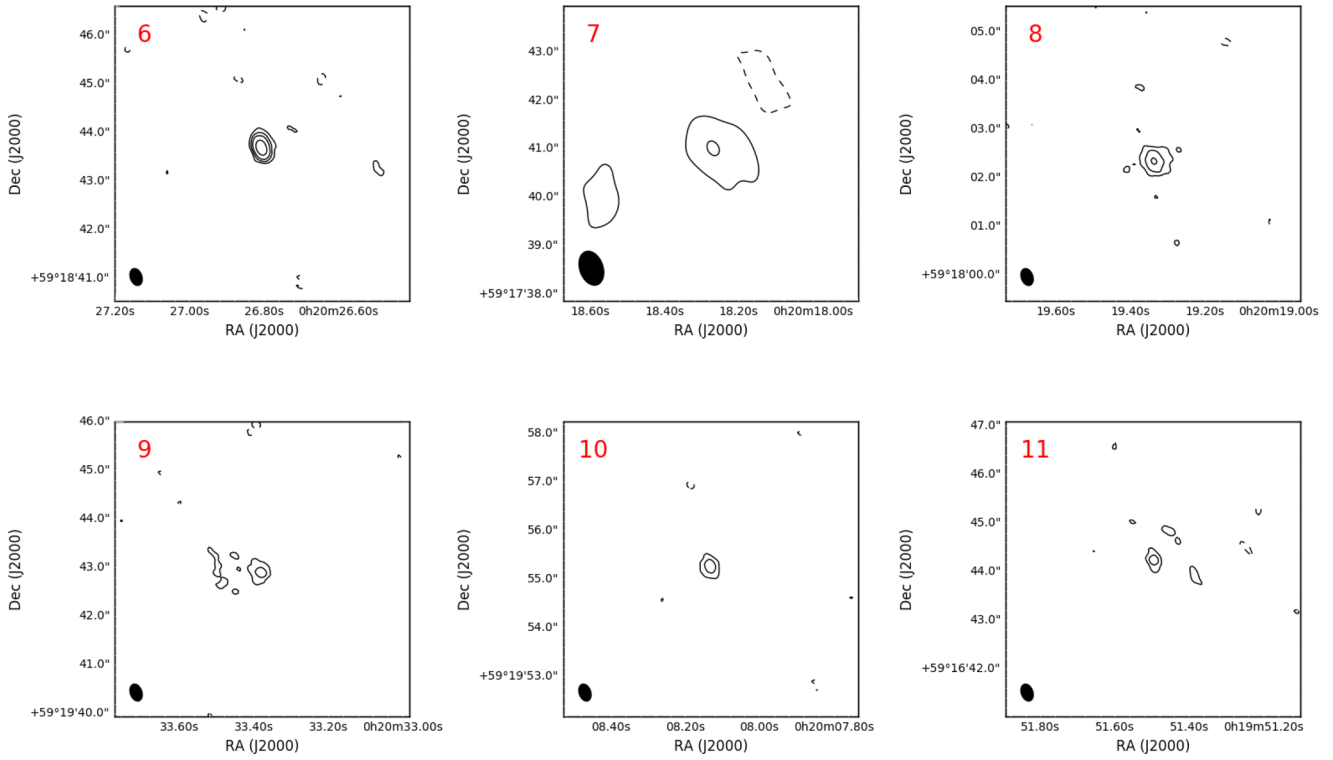 6
46.0"
45.0"
44.0"
43.0"
42.0"
+59°18'41.0"
Dec (J2000)
27.20s 27.00s 26.80s 0h20m26.60s
RA (J2000)
7
43.0"
42.0"
41.0"
40.0"
39.0"
+59°17'38.0"
Dec (J2000)
18.60s 18.40s 18.20s 0h20m18.00s
RA (J2000)
8
05.0"
04.0"
03.0"
02.0"
01.0"
+59°18'00.0"
Dec (J2000)
19.60s 19.40s 19.20s 0h20m19.00s
RA (J2000)
9
46.0"
45.0"
44.0"
43.0"
42.0"
41.0"
+59°19'40.0"
Dec (J2000)
33.60s 33.40s 33.20s 0h20m33.00s
RA (J2000)
10
58.0"
57.0"
56.0"
55.0"
54.0"
+59°19'53.0"
Dec (J2000)
08.40s 08.20s 08.00s 0h20m07.80s
RA (J2000)
11
47.0"
46.0"
45.0"
44.0"
43.0"
+59°16'42.0"
Dec (J2000)
51.80s 51.60s 51.40s 0h19m51.20s
RA (J2000)